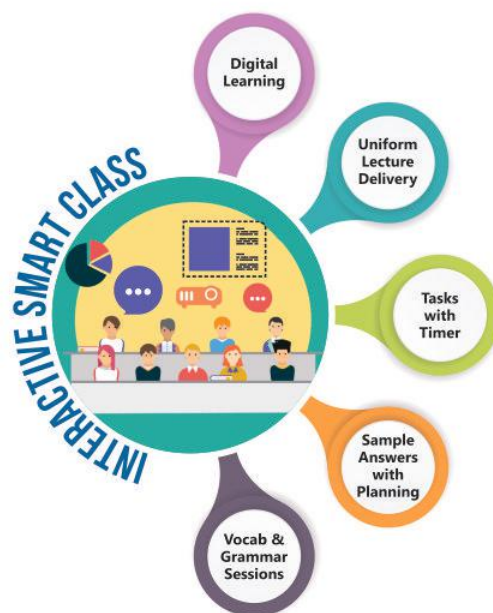 INTERACTIVE SMART CLASS
Digital
Learning
Uniform
Lecture
Delivery
Tasks
with
Timer
Sample
Answers
with
Planning
Vocab &
Grammar
Sessions